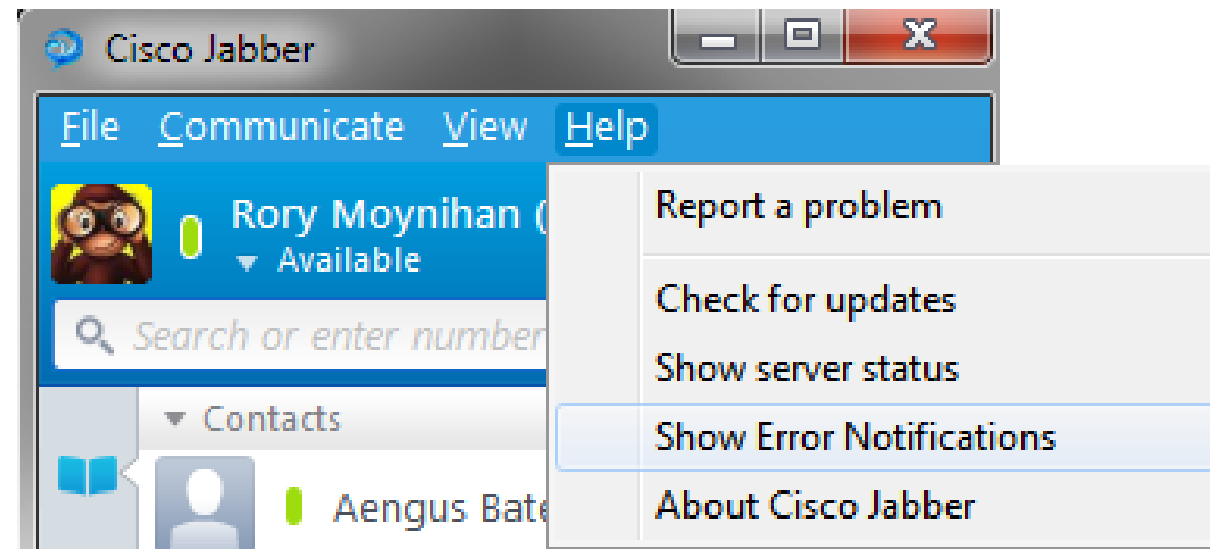 Cisco Jabber
File Communicate View Help
Rory Moynihan (
Available
Search or enter number
Contacts
Aengus Bate
Report a problem
Check for updates
Show server status
Show Error Notifications
About Cisco Jabber